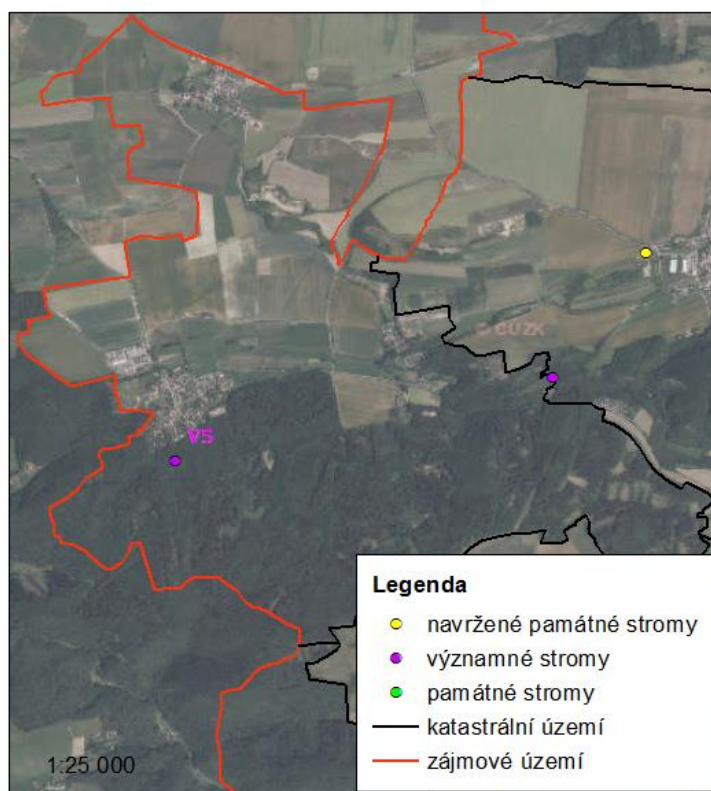 © ČÚZK
VS
Legenda
navržené památné stromy
významné stromy
památné stromy
katastrální území
zájmové území
1:25 000